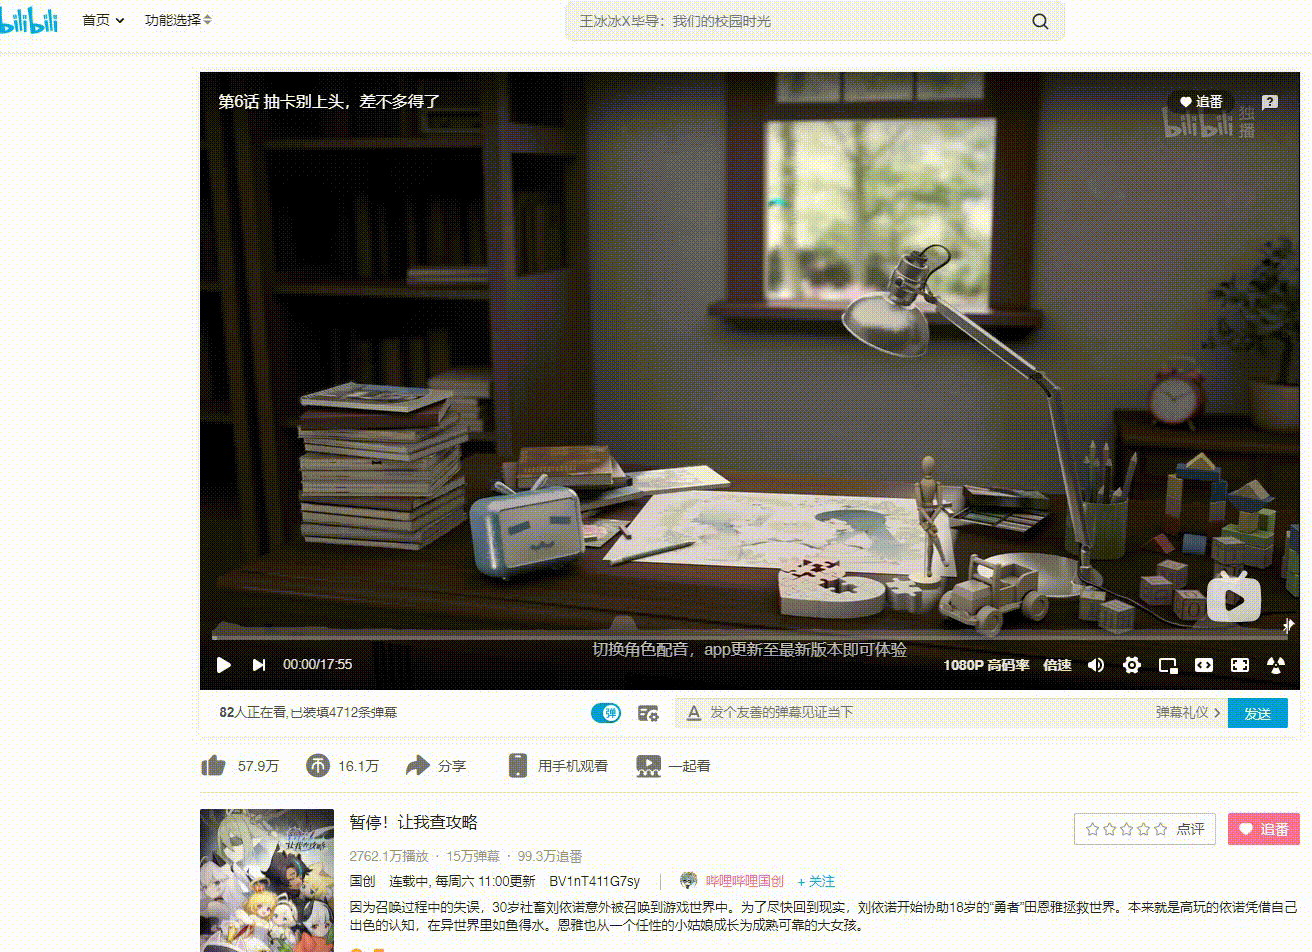 bilibili 首页 功能选择 王冰冰X毕导：我们的校园时光
第6话 抽卡别上头，差不多得了 追番
bilibili 独播
切换角色配音，app更新至最新版本即可体验
00:00/17:55 1080P 高码率 倍速
82人正在看,已装填4712条弹幕 弹 发个友善的弹幕见证当下 弹幕礼仪 发送
57.9万 16.1万 分享 用手机观看 一起看
暂停！让我查攻略 点评 追番
2762.1万播放 · 15万弹幕 · 99.3万追番
国创 连载中, 每周六 11:00更新 BV1nT411G7sy 哔哩哔哩国创 + 关注
因为召唤过程中的失误，30岁社畜刘依诺意外被召唤到游戏世界中。为了尽快回到现实，刘依诺开始协助18岁的“勇者”田恩雅拯救世界。本来就是高玩的依诺凭借自己
出色的认知，在异世界里如鱼得水。恩雅也从一个任性的小姑娘成长为成熟可靠的大女孩。